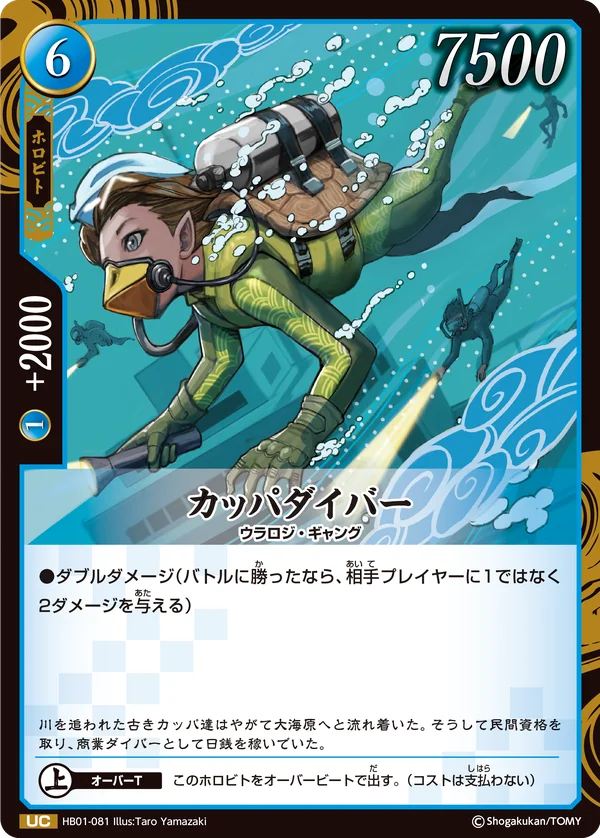 6
7500
ホロビト
+2000
1
カッパダイバー
ウラロジ・ギャング
●ダブルダメージ(バトルに勝ったなら、相手プレイヤーに1ではなく
2ダメージを与える)
川を追われた古きカッパ達はやがて大海原へと流れ着いた。そうして民間資格を
取り、商業ダイバーとして日銭を稼いでいた。
上 オーバーT このホロビトをオーバービートで出す。(コストは支払わない)
UC HB01-081 Illus:Taro Yamazaki ©Shogakukan/TOMY